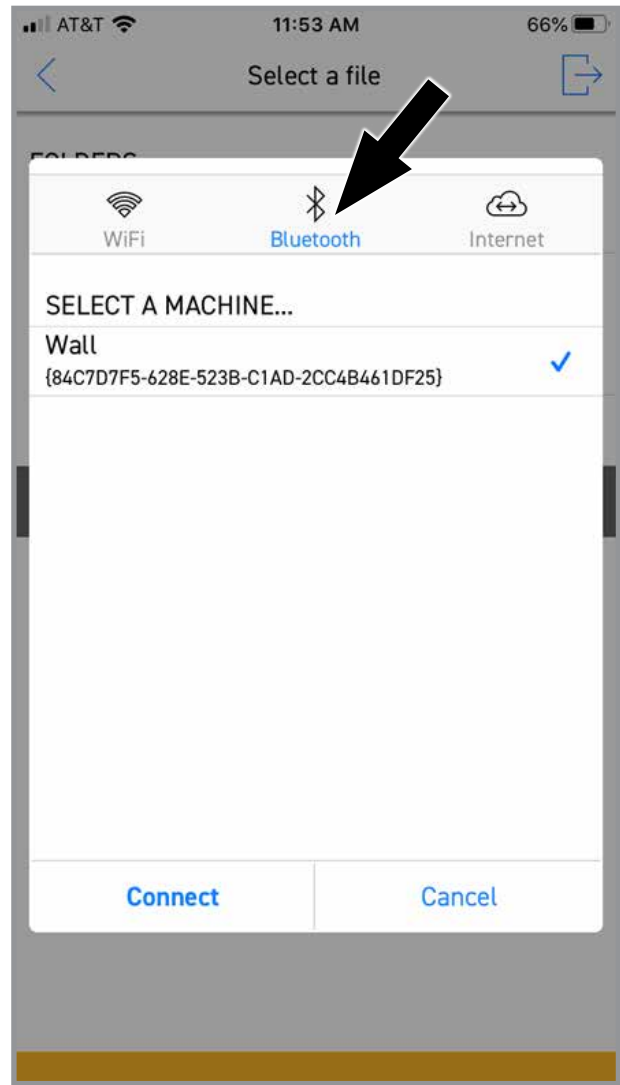 AT&T 11:53 AM 66%
Select a file
FOLDERS
WiFi Bluetooth Internet
SELECT A MACHINE...
Wall
{84C7D7F5-628E-523B-C1AD-2CC4B461DF25}
Connect Cancel